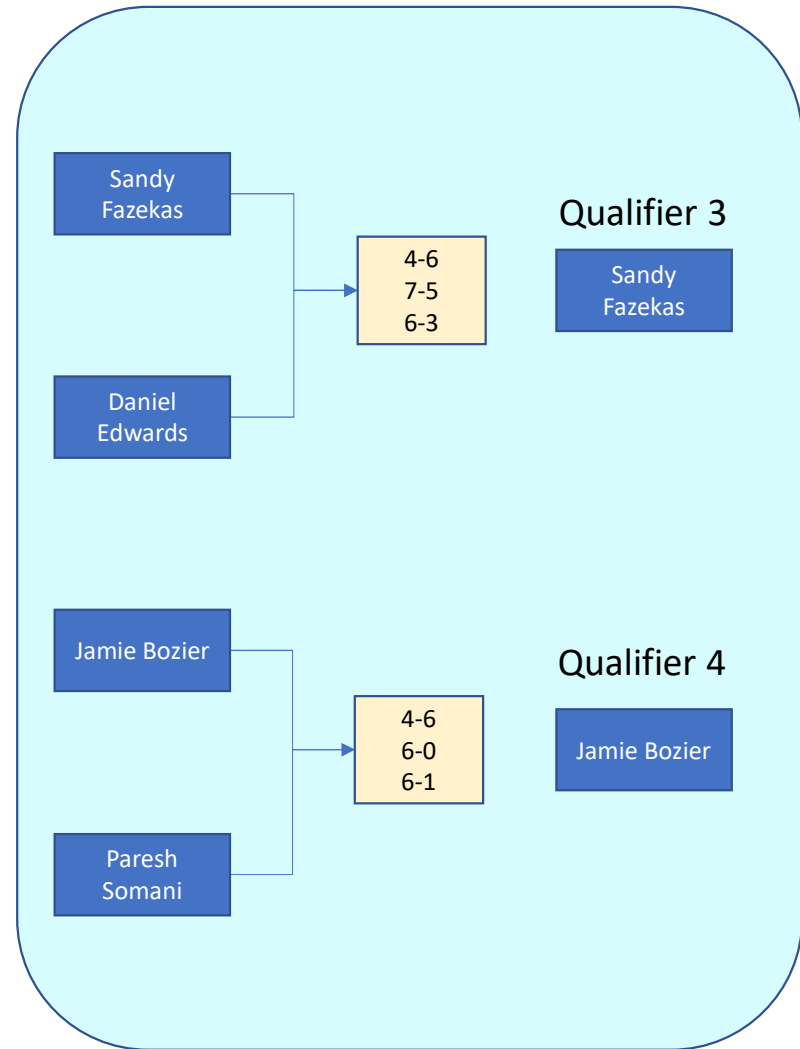 Sandy
Fazekas
Daniel
Edwards
4-6
7-5
6-3
Qualifier 3
Sandy
Fazekas
Jamie Bozier
Paresh
Somani
4-6
6-0
6-1
Qualifier 4
Jamie Bozier